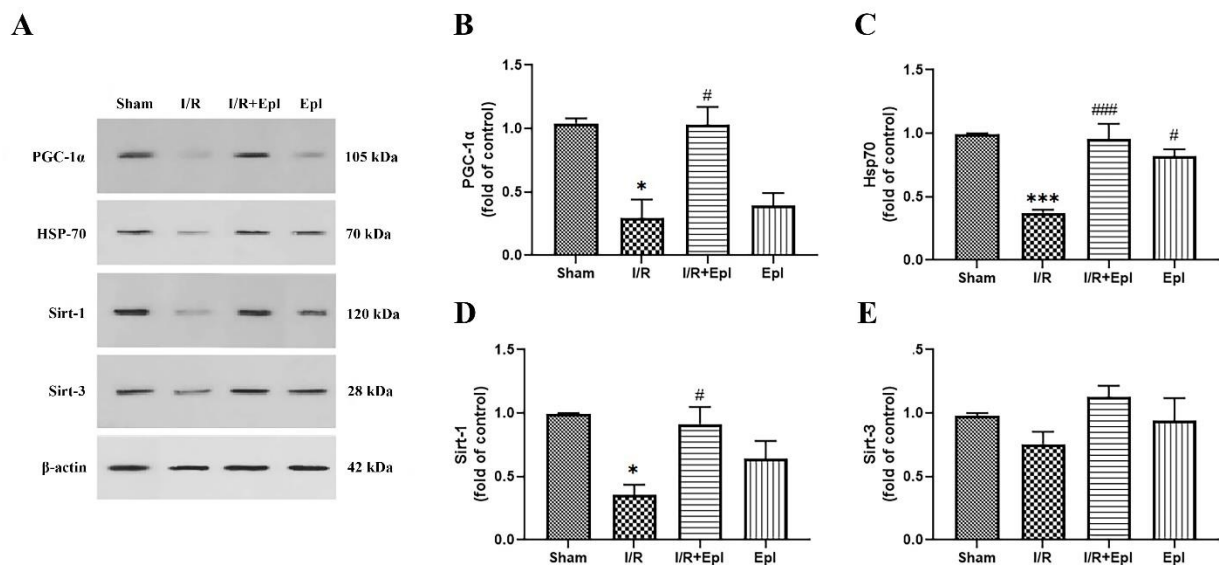 A
Sham I/R I/R+Epl Epl
PGC-1α 105 kDa
HSP-70 70 kDa
Sirt-1 120 kDa
Sirt-3 28 kDa
β-actin 42 kDa
B
PGC-1α
(fold of control)
1.5
1.0
0.5
0.0
*
#
Sham I/R I/R+Epl Epl
C
Hsp70
(fold of control)
1.5
1.0
0.5
0.0
***
###
#
Sham I/R I/R+Epl Epl
D
Sirt-1
(fold of control)
1.5
1.0
0.5
0.0
*
#
Sham I/R I/R+Epl Epl
E
Sirt-3
(fold of control)
.5
1.0
0.5
0.0
Sham I/R I/R+Epl Epl